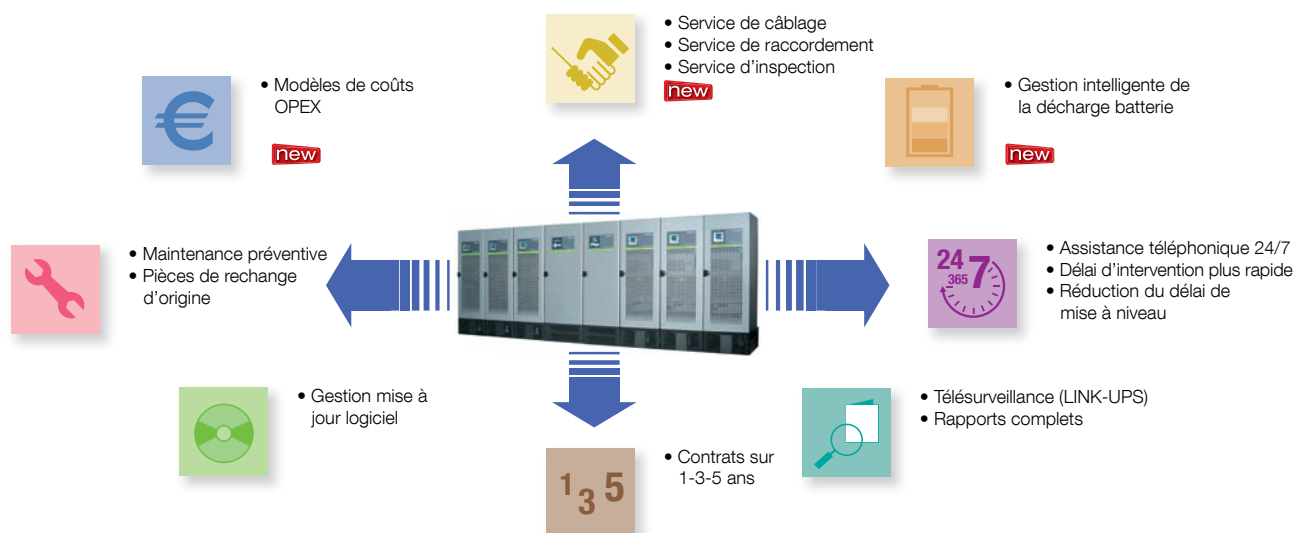 • Service de câblage
• Service de raccordement
• Service d'inspection
new
• Modèles de coûts
OPEX
new
• Gestion intelligente de
la décharge batterie
new
• Maintenance préventive
• Pièces de rechange
d'origine
24
365
7
• Assistance téléphonique 24/7
• Délai d'intervention plus rapide
• Réduction du délai de
mise à niveau
• Gestion mise à
jour logiciel
• Télésurveillance (LINK-UPS)
• Rapports complets
1 3 5
• Contrats sur
1-3-5 ans